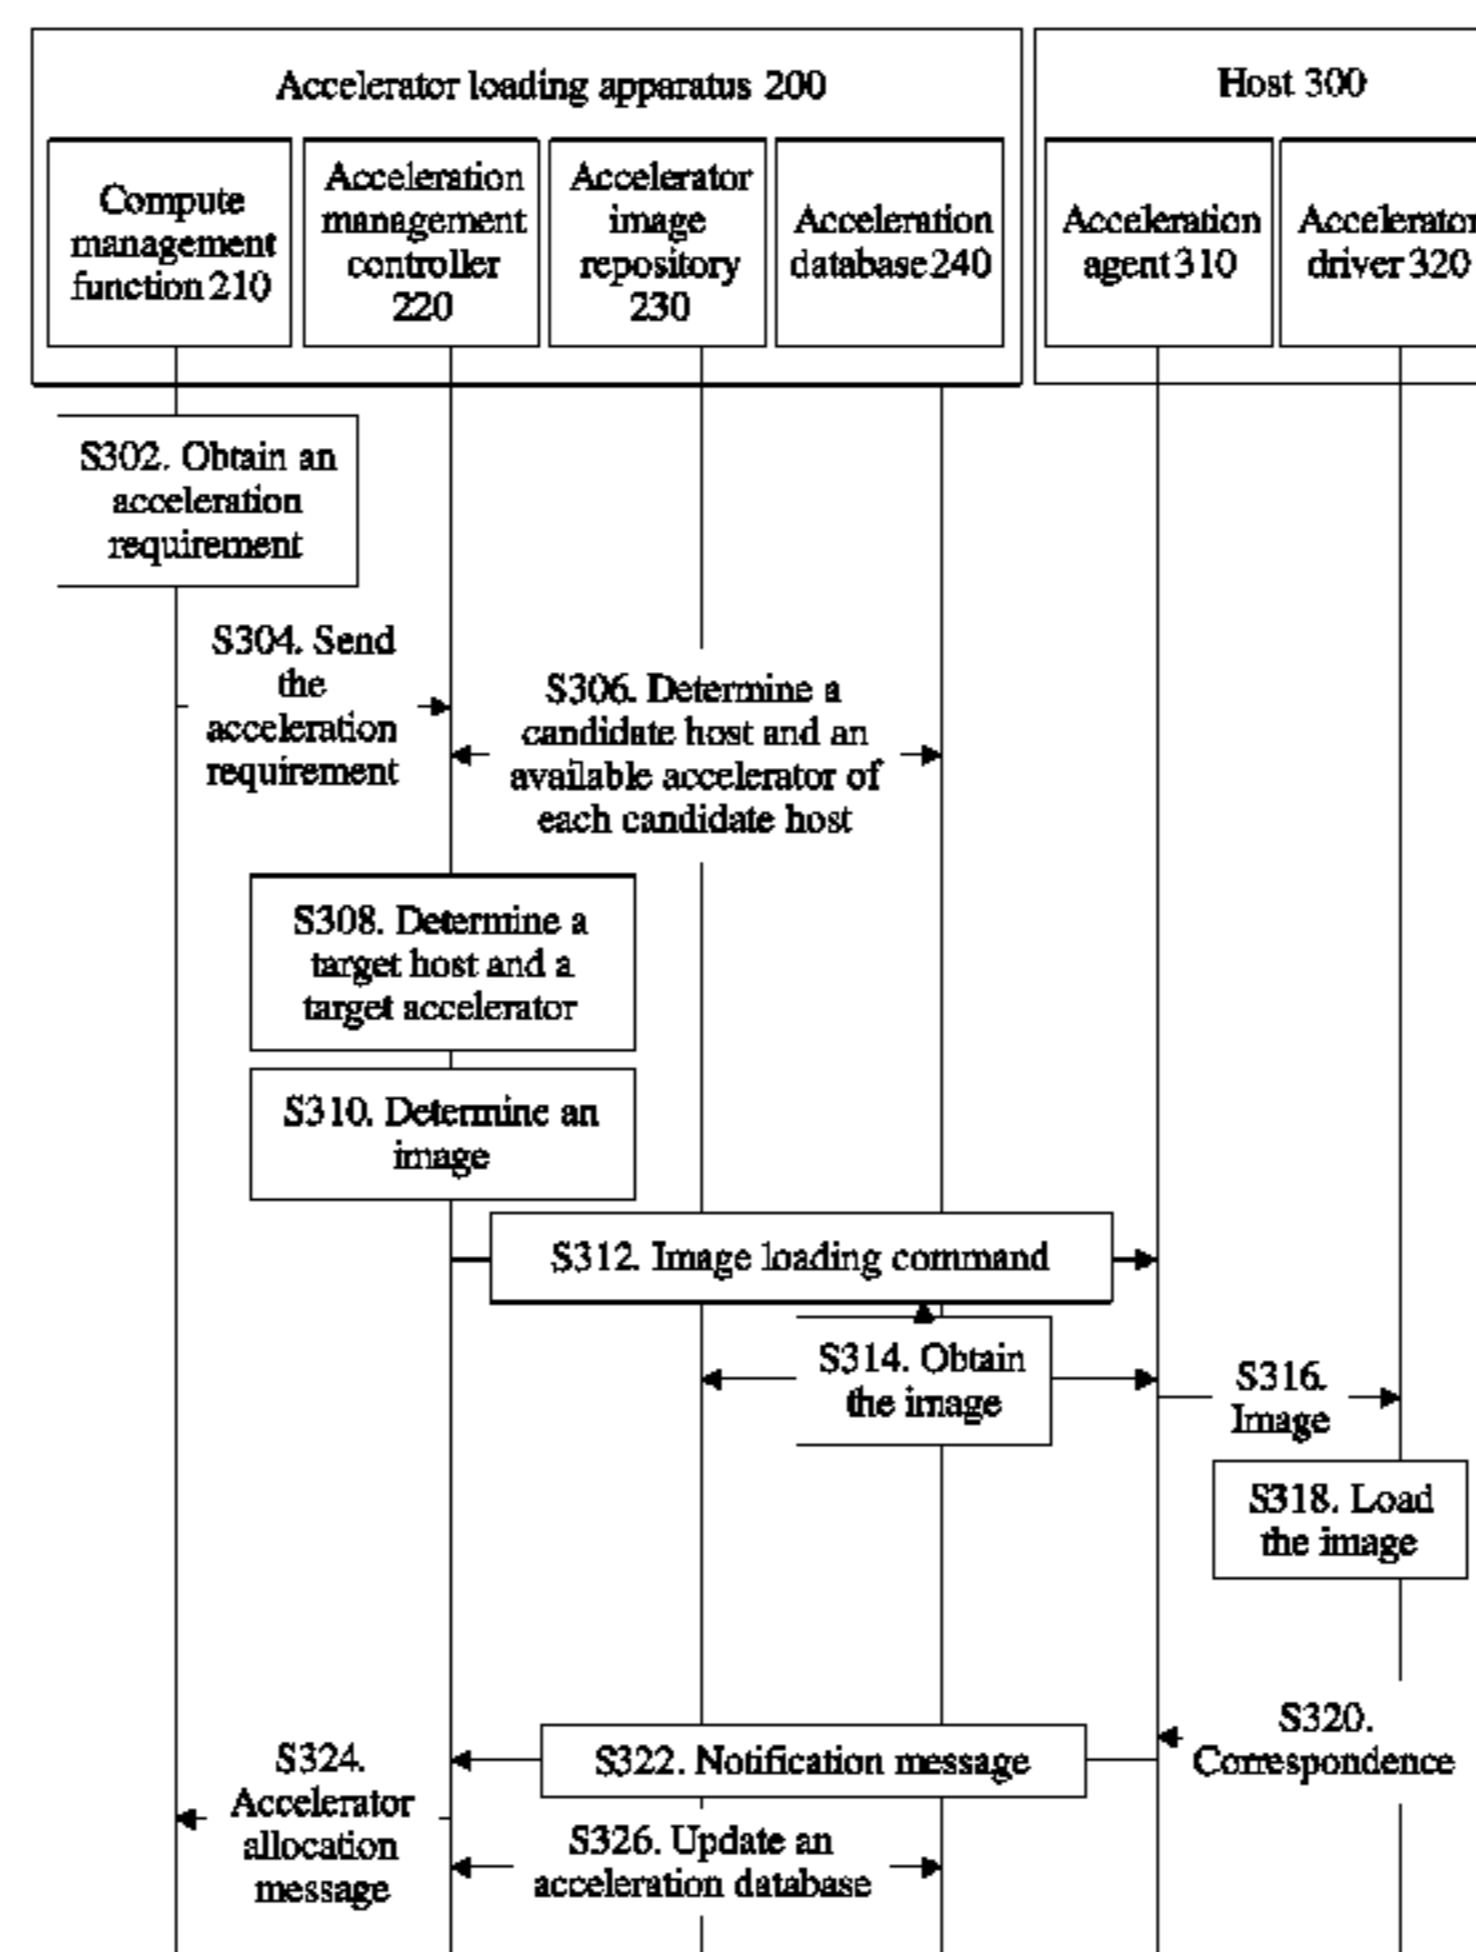 Accelerator loading apparatus 200
Host 300
Compute
management
function 210
Acceleration
management
controller
220
Accelerator
image
repository
230
Acceleration
database 240
Acceleration
agent 310
Accelerator
driver 320
S302. Obtain an
acceleration
requirement
S304. Send
the
acceleration
requirement
S306. Determine a
candidate host and an
available accelerator of
each candidate host
S308. Determine a
target host and a
target accelerator
S310. Determine an
image
S312. Image loading command
S314. Obtain
the image
S316.
Image
S318. Load
the image
S320.
Correspondence
S322. Notification message
S324.
Accelerator
allocation
message
S326. Update an
acceleration database